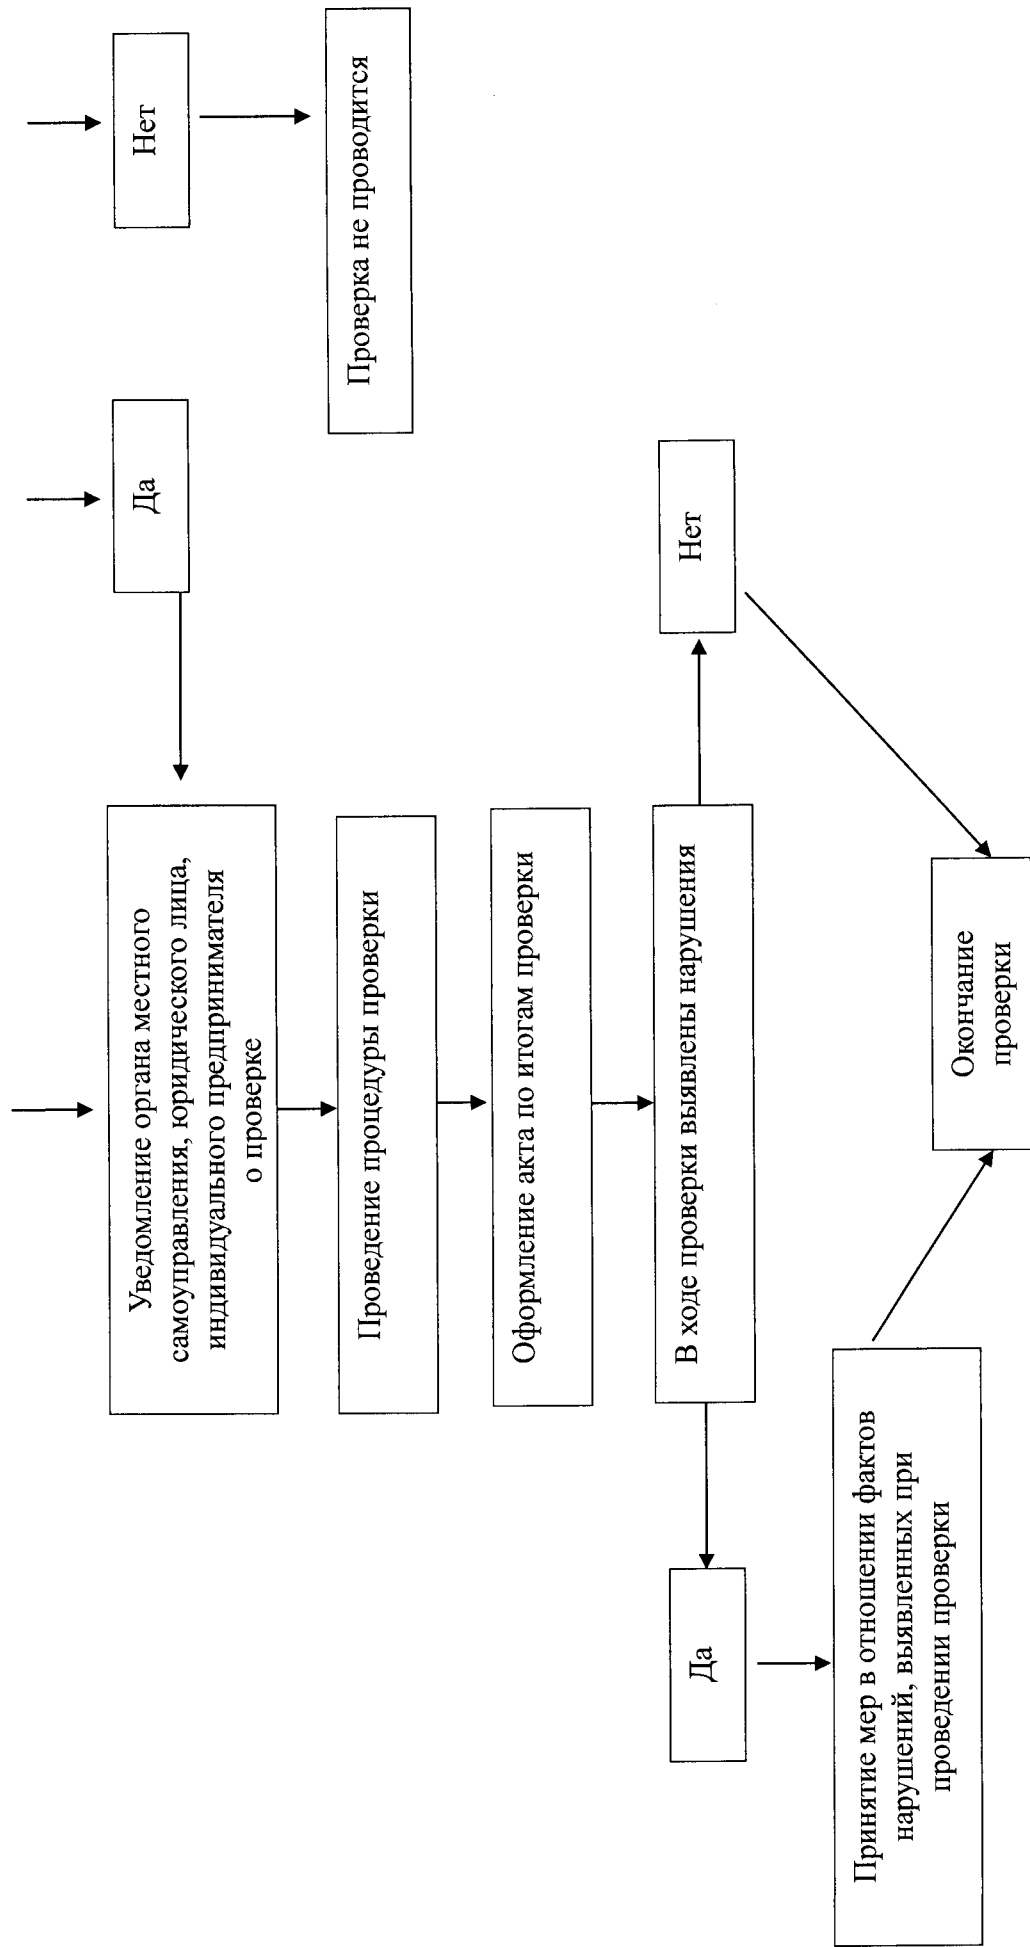 Да
Нет
Уведомление органа местного
самоуправления, юридического лица,
индивидуального предпринимателя
о проверке
Проверка не проводится
Проведение процедуры проверки
Оформление акта по итогам проверки
В ходе проверки выявлены нарушения
Да
Нет
Принятие мер в отношении фактов
нарушений, выявленных при
проведении проверки
Окончание
проверки